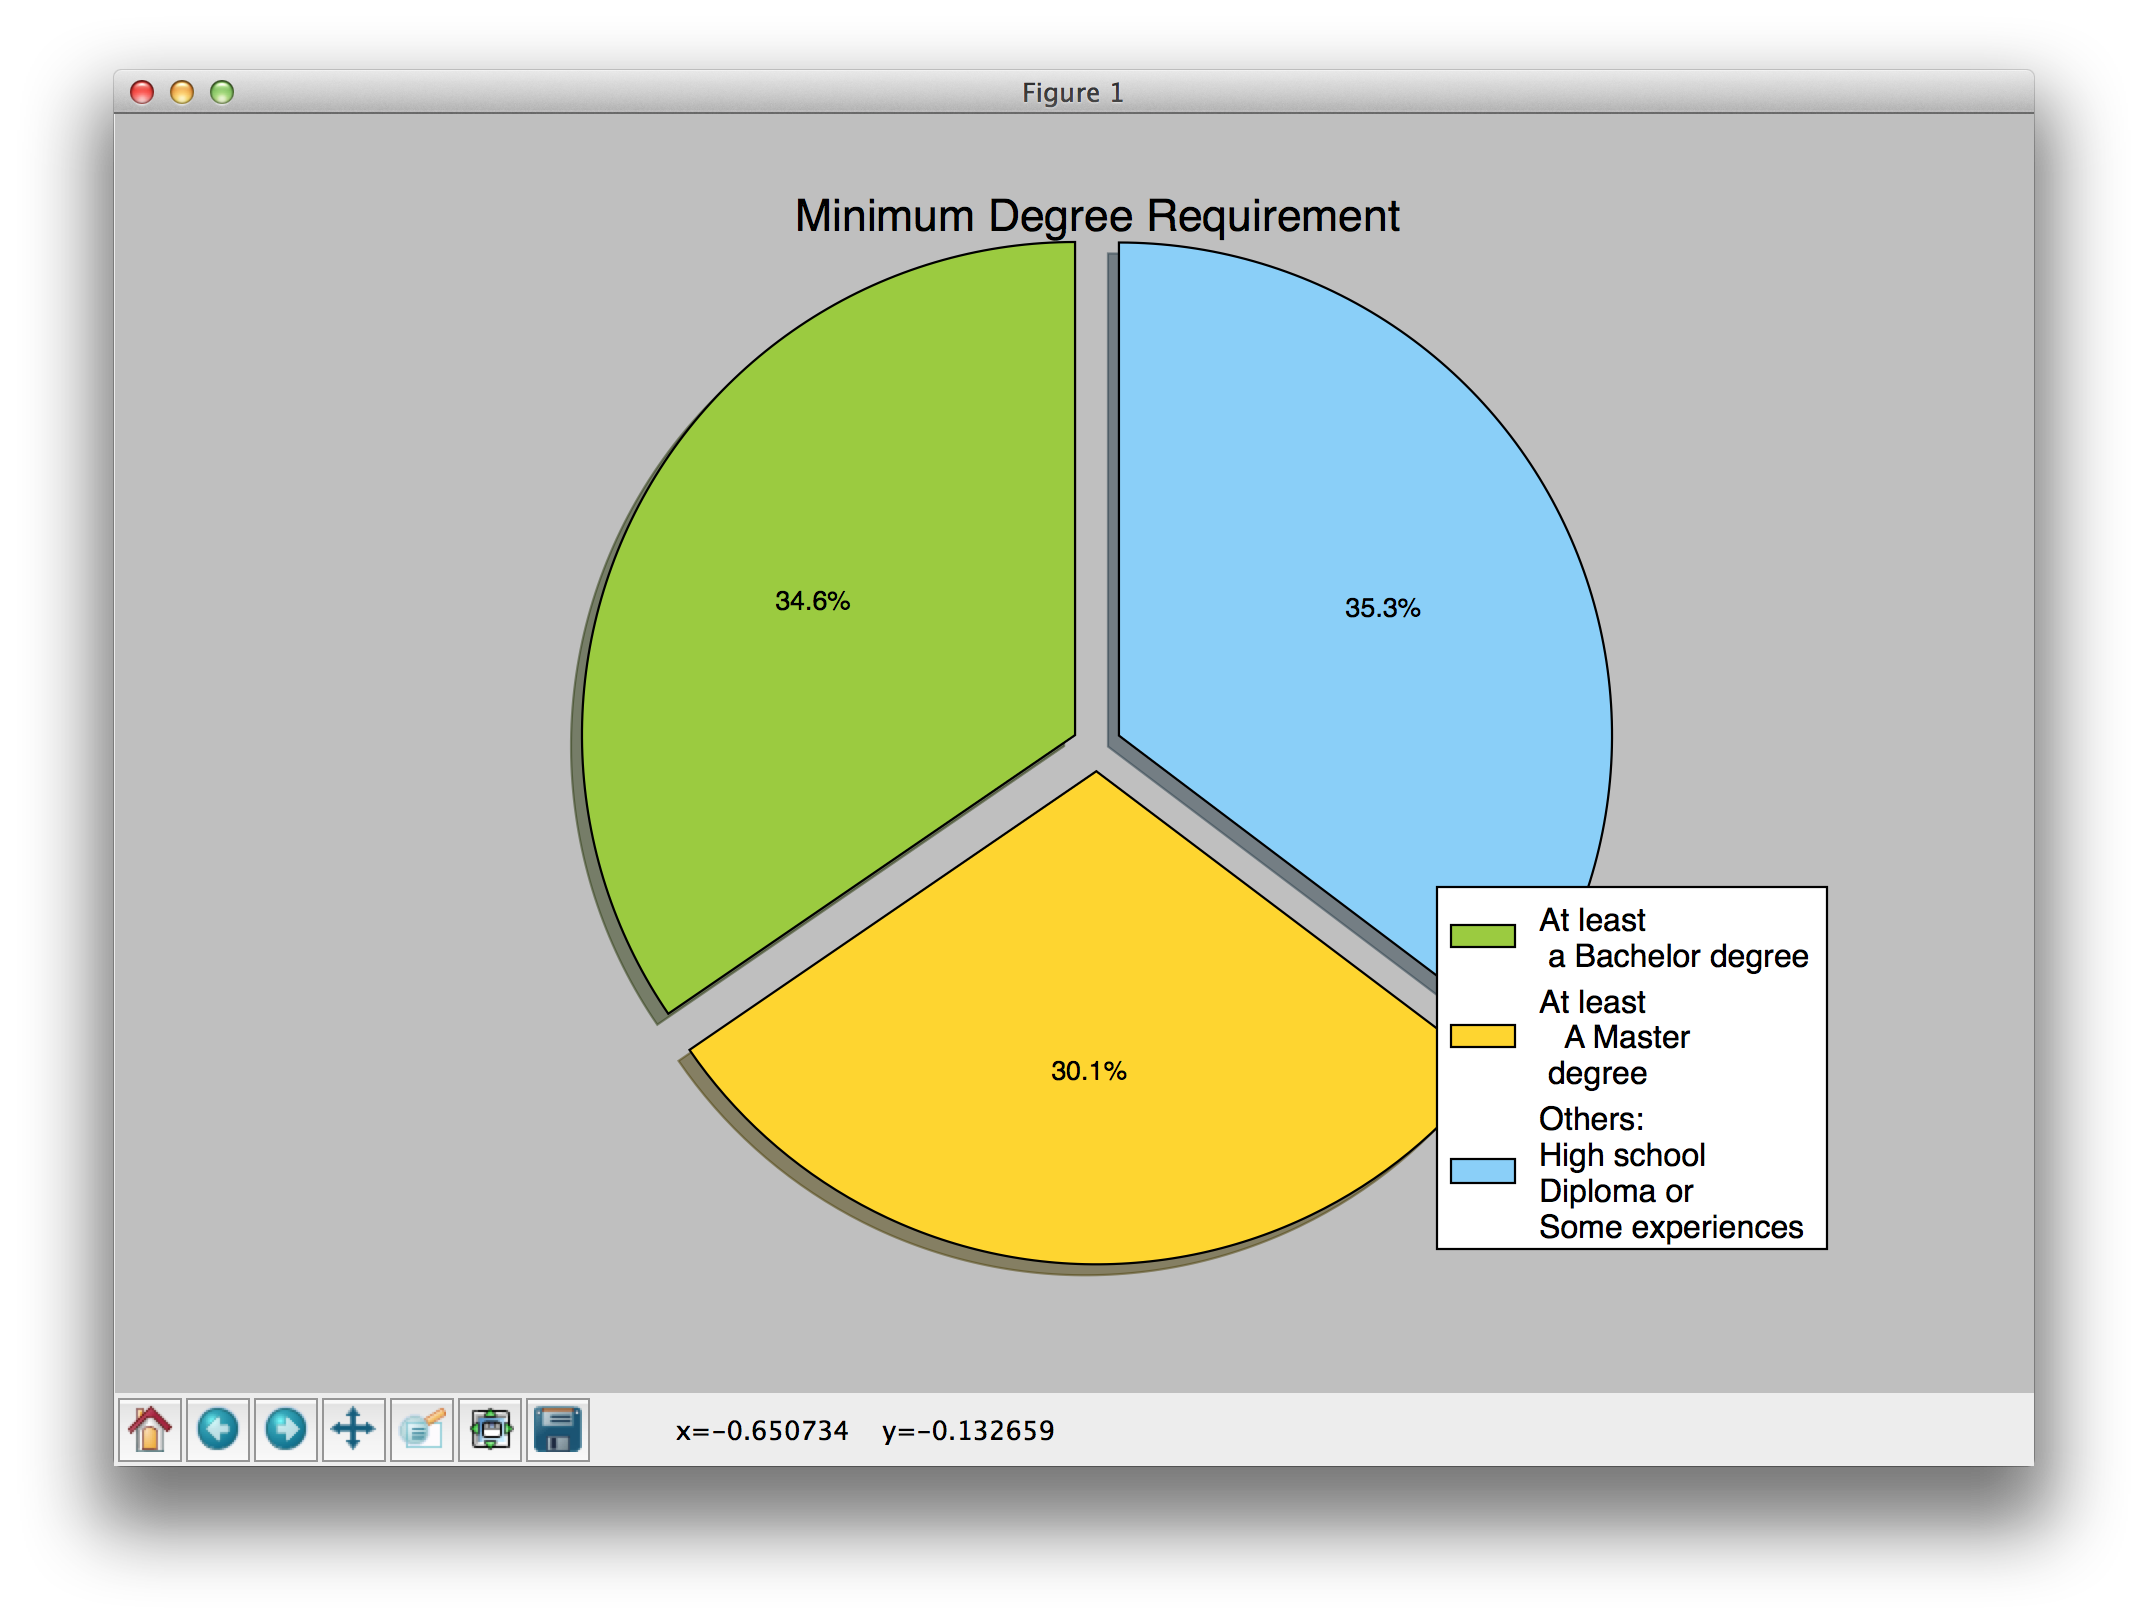 Figure 1
Minimum Degree Requirement
34.6%
35.3%
30.1%
At least
a Bachelor degree
At least
A Master
degree
Others:
High school
Diploma or
Some experiences
x=-0.650734 y=-0.132659